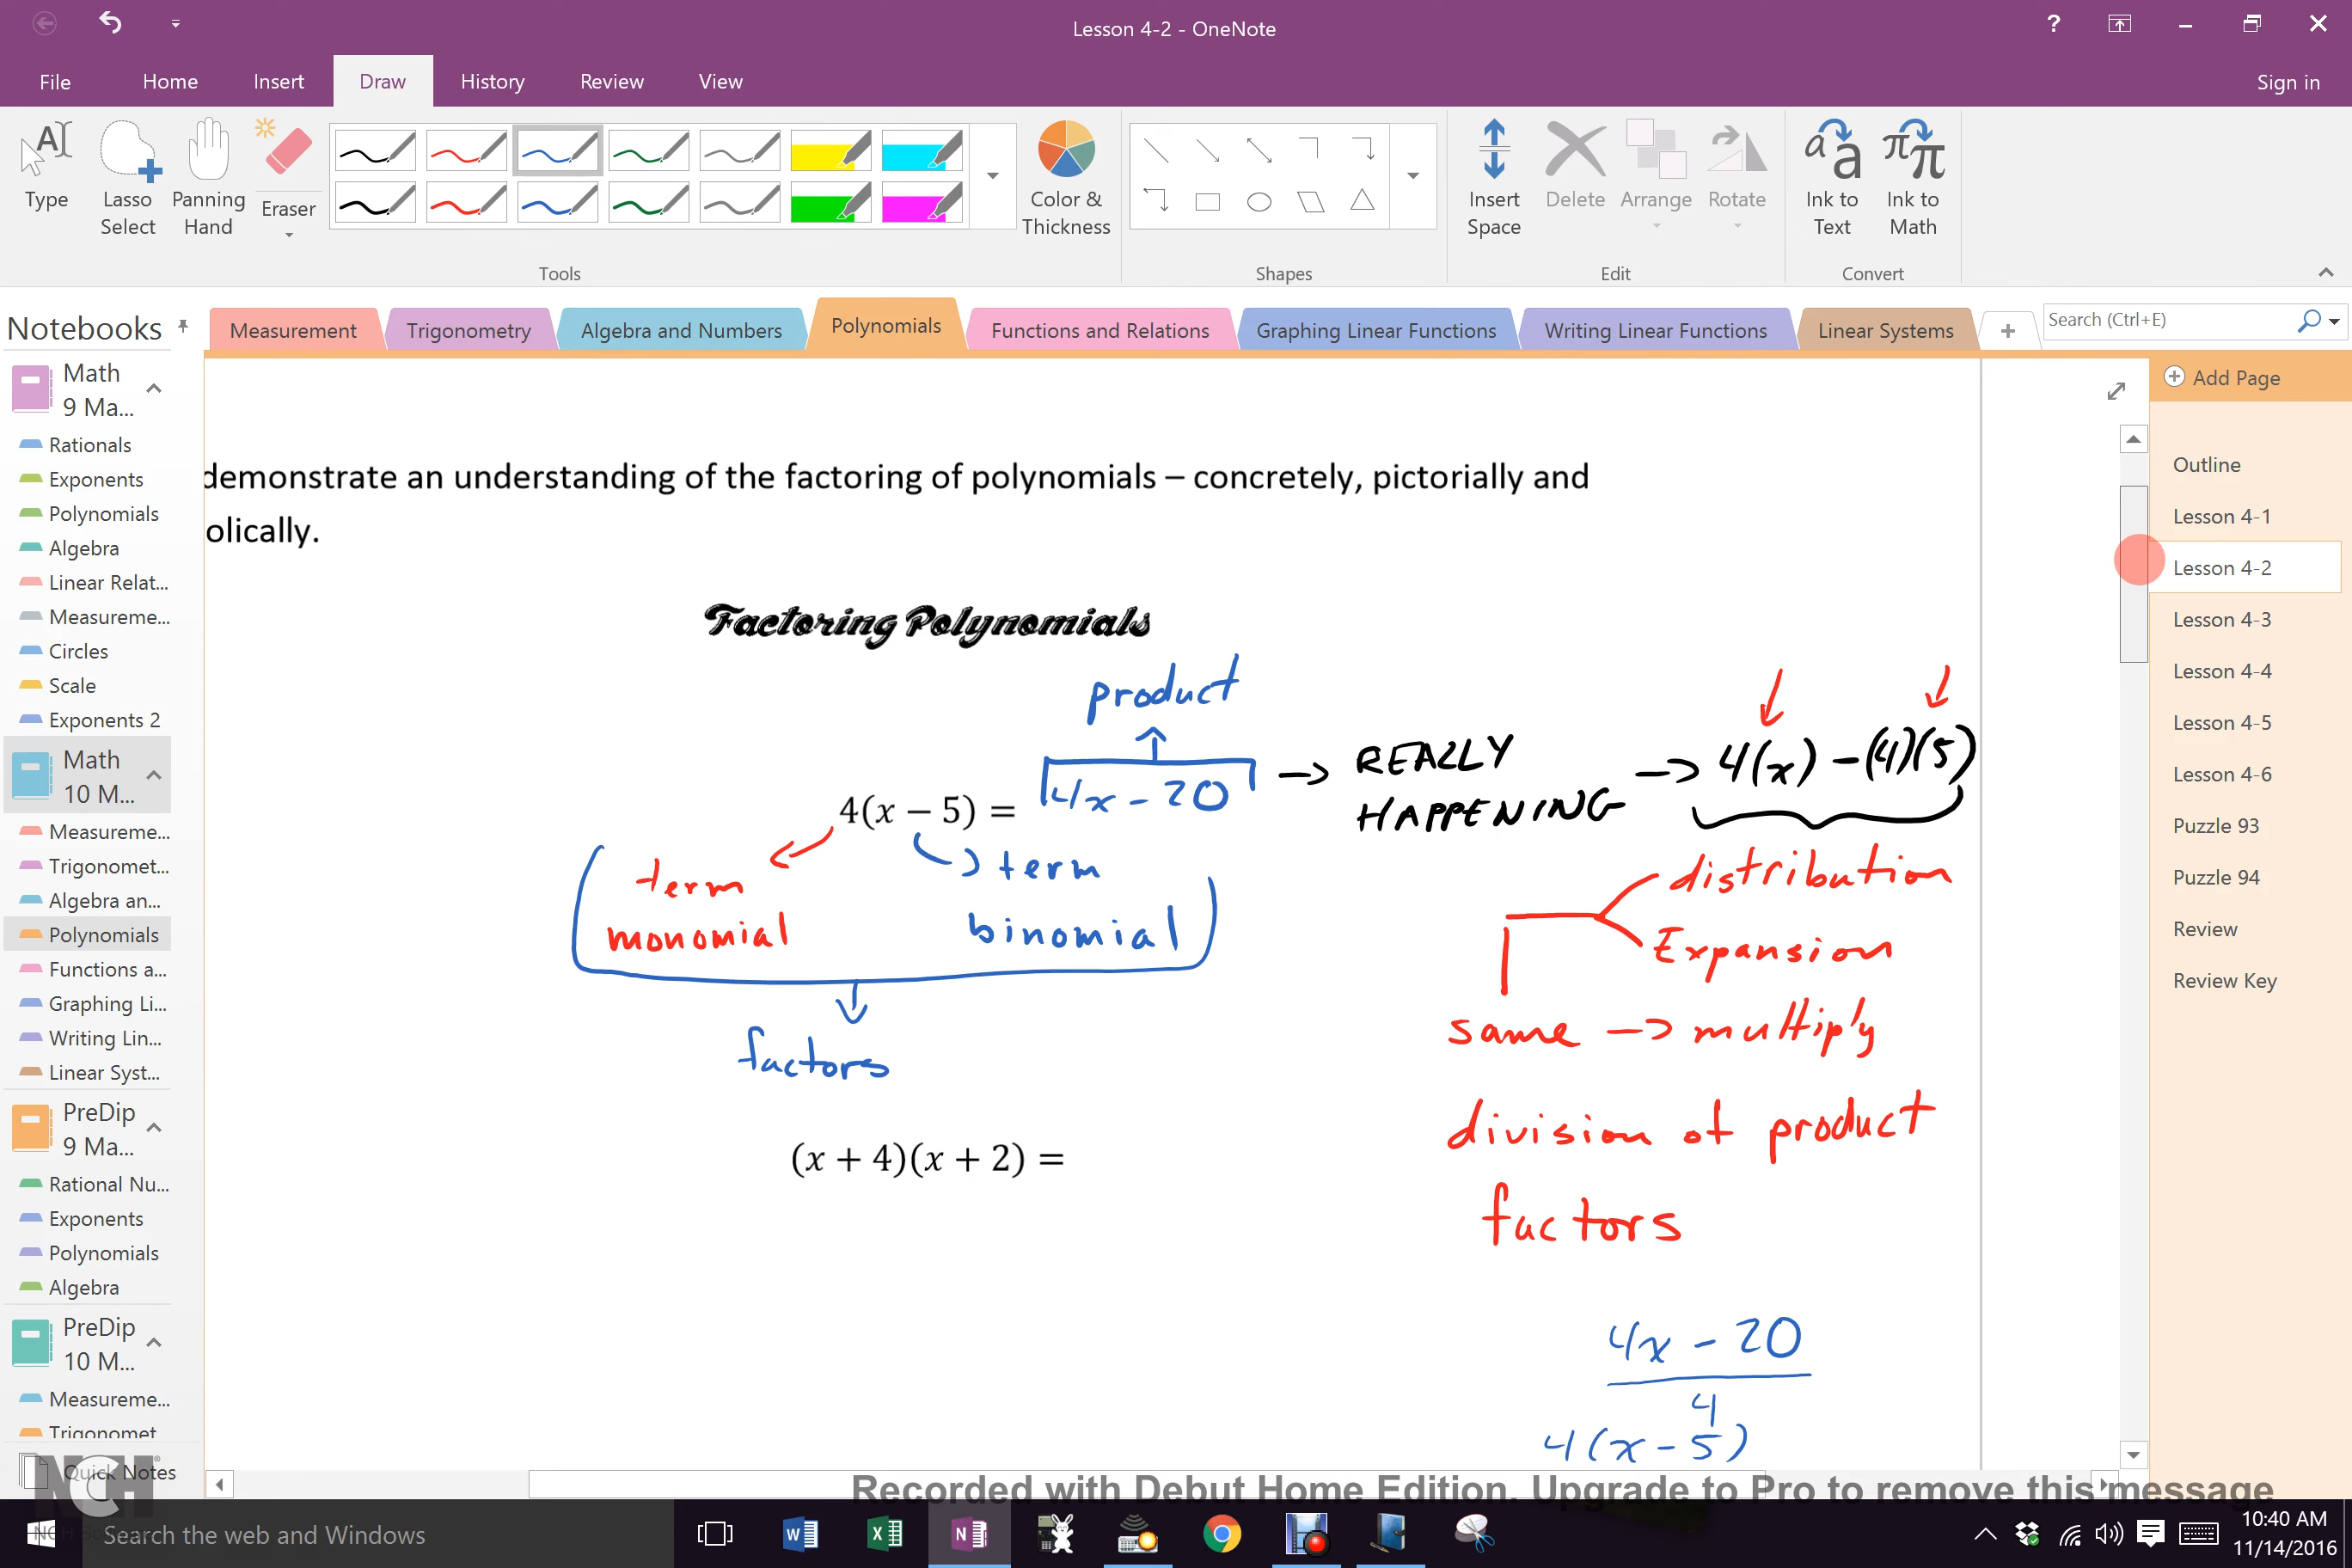 Lesson 4-2 - OneNote
File Home Insert Draw History Review View Sign in
Type
Lasso Select
Panning Hand
Eraser
Color & Thickness
Insert Space
Delete
Arrange
Rotate
Ink to Text
Ink to Math
Tools
Shapes
Edit
Convert
Notebooks
Measurement Trigonometry Algebra and Numbers Polynomials Functions and Relations Graphing Linear Functions Writing Linear Functions Linear Systems
Search (Ctrl+E)
Math
9 Ma...
Rationals
Exponents
Polynomials
Algebra
Linear Relat...
Measureme...
Circles
Scale
Exponents 2
Math
10 M...
Measureme...
Trigonomet...
Algebra an...
Polynomials
Functions a...
Graphing Li...
Writing Lin...
Linear Syst...
PreDip
9 Ma...
Rational Nu...
Exponents
Polynomials
Algebra
PreDip
10 M...
Measureme...
Trigonomet
Quick Notes
demonstrate an understanding of the factoring of polynomials – concretely, pictorially and
olically.
Factoring Polynomials
product
4(x − 5) = 4x - 20 → REALLY HAPPENING → 4(x) - (4)(5)
term
monomial
term
binomial
factors
distribution
Expansion
same → multiply
division of product
factors
(x + 4)(x + 2) =
4x - 20
4
4(x - 5)
Add Page
Outline
Lesson 4-1
Lesson 4-2
Lesson 4-3
Lesson 4-4
Lesson 4-5
Lesson 4-6
Puzzle 93
Puzzle 94
Review
Review Key
Recorded with Debut Home Edition. Upgrade to Pro to remove this message
NCH
Search the web and Windows
10:40 AM
11/14/2016